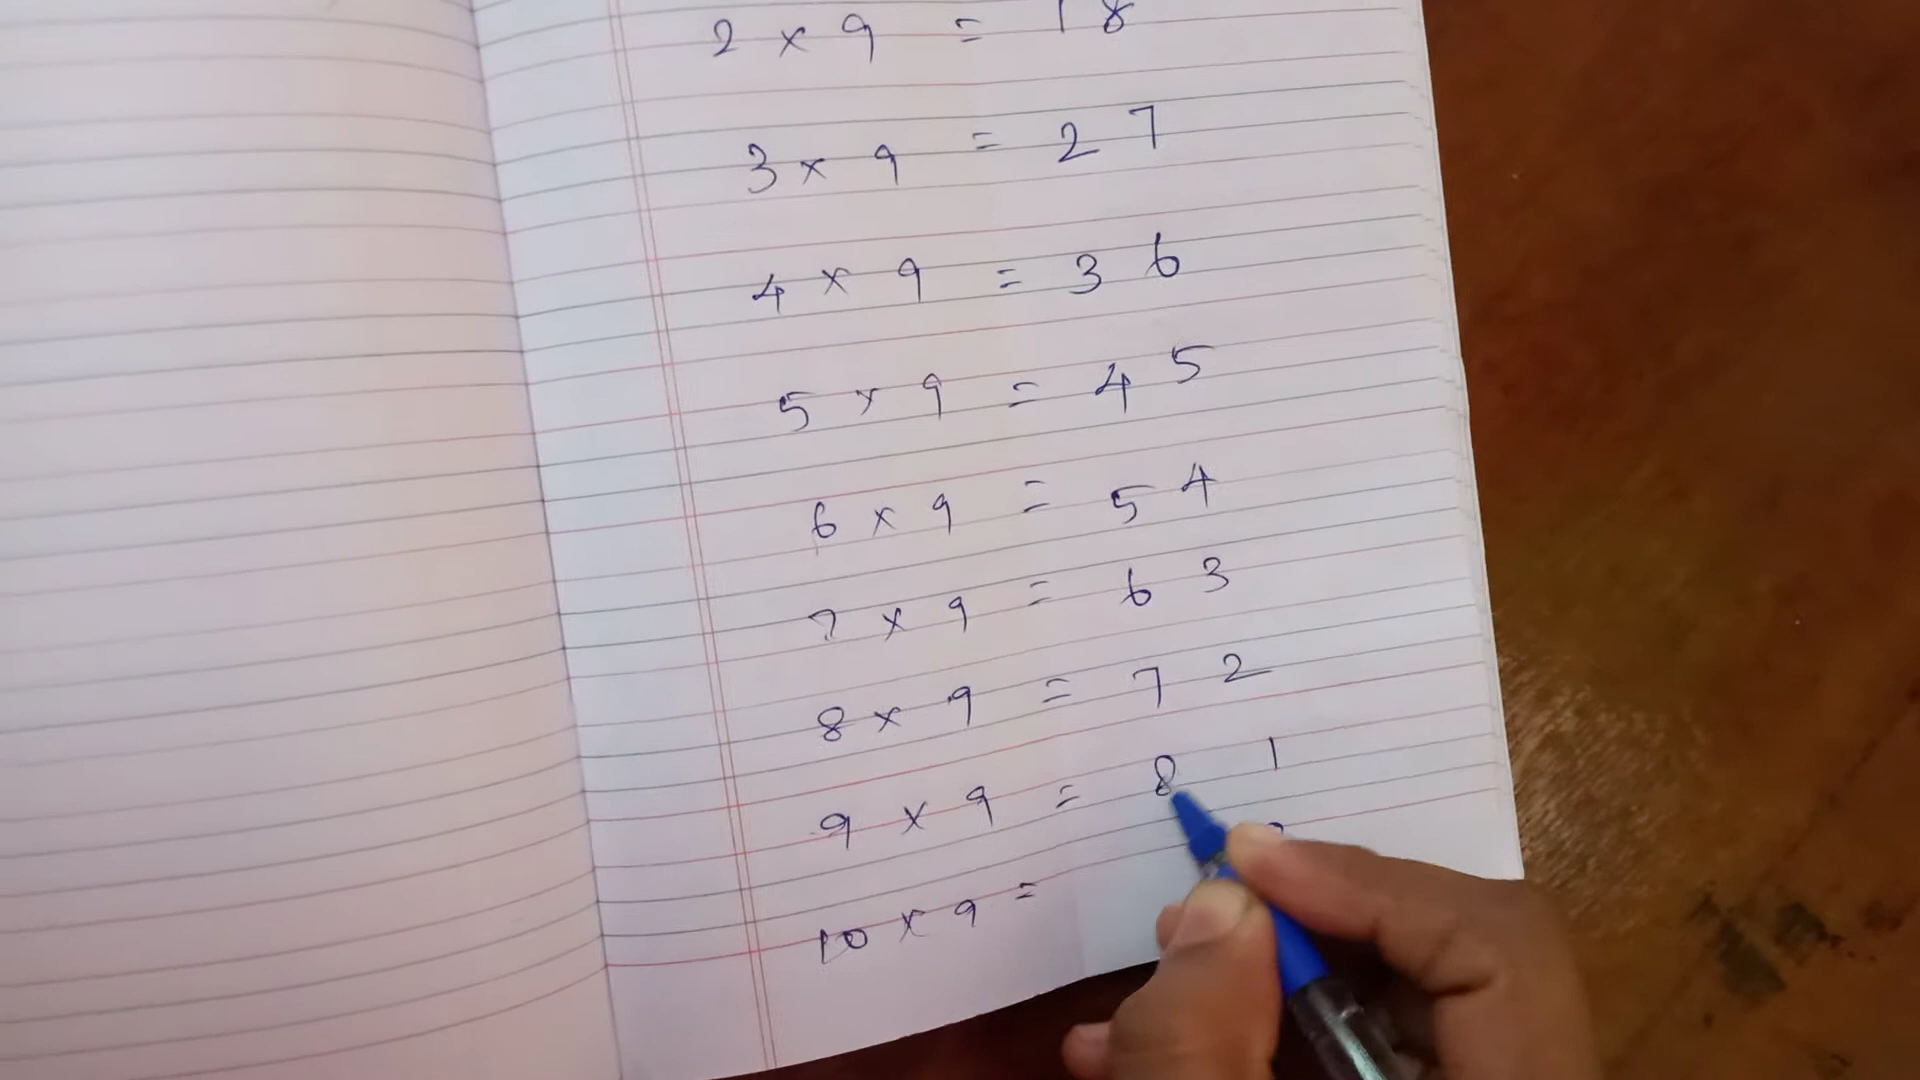 2 × 9 = 18
3 × 9 = 27
4 × 9 = 36
5 × 9 = 45
6 × 9 = 54
7 × 9 = 63
8 × 9 = 72
9 × 9 = 81
10 × 9 =